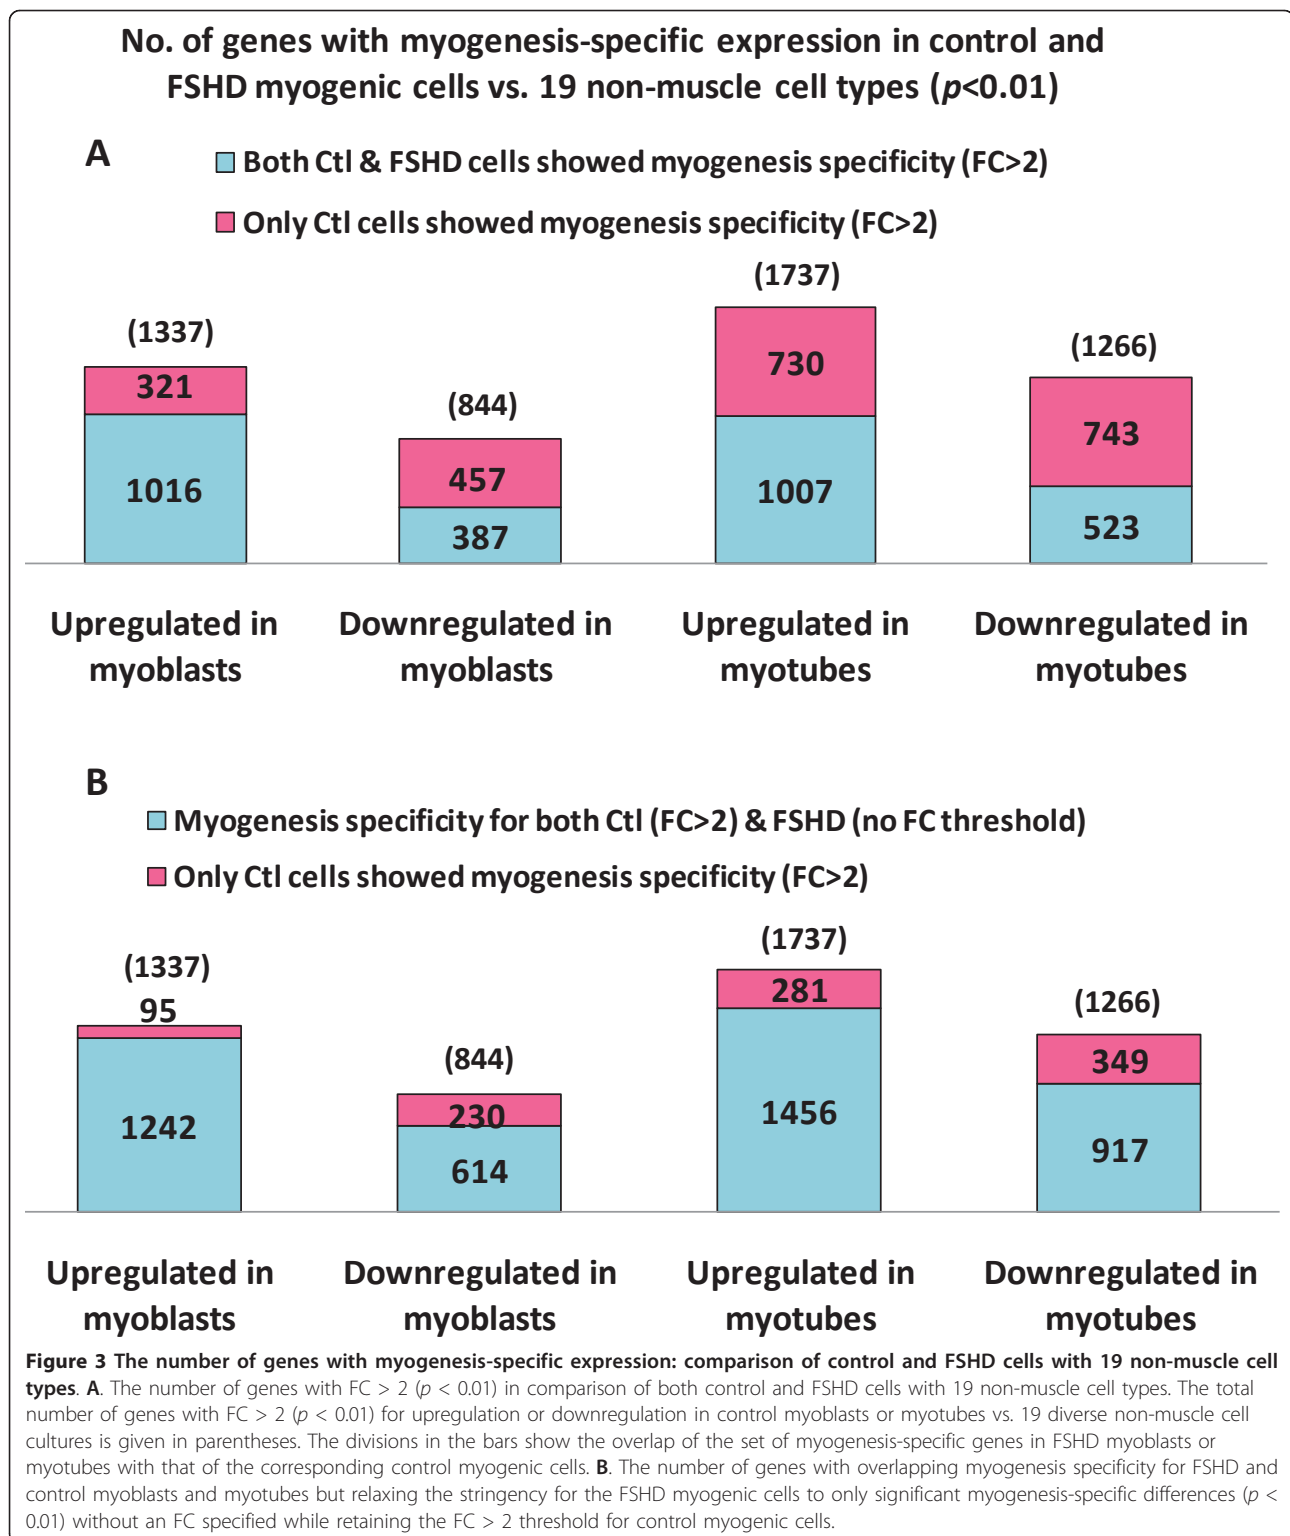 No. of genes with myogenesis-specific expression in control and
FSHD myogenic cells vs. 19 non-muscle cell types (p<0.01)
A
Both Ctl & FSHD cells showed myogenesis specificity (FC>2)
Only Ctl cells showed myogenesis specificity (FC>2)
(1337)
321
1016
(844)
457
387
(1737)
730
1007
(1266)
743
523
Upregulated in
myoblasts
Downregulated in
myoblasts
Upregulated in
myotubes
Downregulated in
myotubes
B
Myogenesis specificity for both Ctl (FC>2) & FSHD (no FC threshold)
Only Ctl cells showed myogenesis specificity (FC>2)
(1337)
95
1242
(844)
230
614
(1737)
281
1456
(1266)
349
917
Upregulated in
myoblasts
Downregulated in
myoblasts
Upregulated in
myotubes
Downregulated in
myotubes
Figure 3 The number of genes with myogenesis-specific expression: comparison of control and FSHD cells with 19 non-muscle cell
types. A. The number of genes with FC > 2 (p < 0.01) in comparison of both control and FSHD cells with 19 non-muscle cell types. The total
number of genes with FC > 2 (p < 0.01) for upregulation or downregulation in control myoblasts or myotubes vs. 19 diverse non-muscle cell
cultures is given in parentheses. The divisions in the bars show the overlap of the set of myogenesis-specific genes in FSHD myoblasts or
myotubes with that of the corresponding control myogenic cells. B. The number of genes with overlapping myogenesis specificity for FSHD and
control myoblasts and myotubes but relaxing the stringency for the FSHD myogenic cells to only significant myogenesis-specific differences (p <
0.01) without an FC specified while retaining the FC > 2 threshold for control myogenic cells.